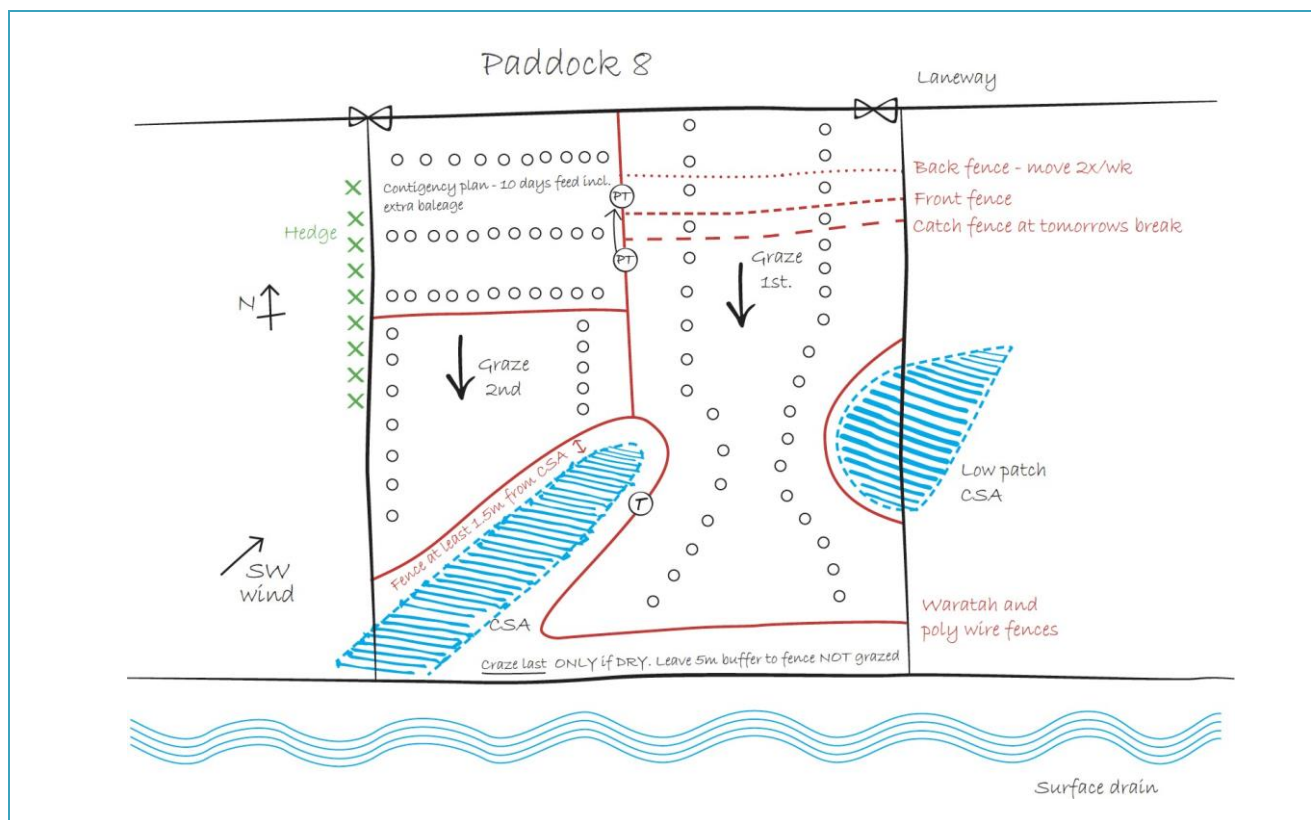 Paddock 8
Laneway
Back fence - move 2x/wk
Contigency plan - 10 days feed incl.
extra baleage
PT
Front fence
Catch fence at tomorrows break
Hedge
PT
Graze
1st.
N
Graze
2nd
Fence at least 1.5m from CSA
Low patch
CSA
T
SW
wind
CSA
Waratah and
poly wire fences
Craze last ONLY if DRY. Leave 5m buffer to fence NOT grazed
Surface drain